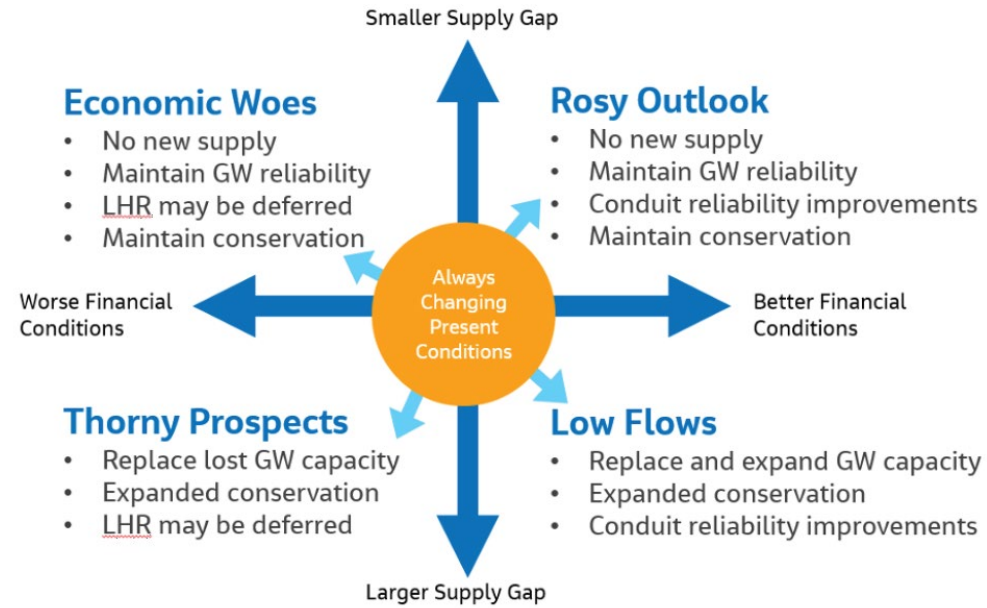 Smaller Supply Gap
Economic Woes
• No new supply
• Maintain GW reliability
• LHR may be deferred
• Maintain conservation
Rosy Outlook
• No new supply
• Maintain GW reliability
• Conduit reliability improvements
• Maintain conservation
Worse Financial
Conditions
Always
Changing
Present
Conditions
Better Financial
Conditions
Thorny Prospects
• Replace lost GW capacity
• Expanded conservation
• LHR may be deferred
Low Flows
• Replace and expand GW capacity
• Expanded conservation
• Conduit reliability improvements
Larger Supply Gap